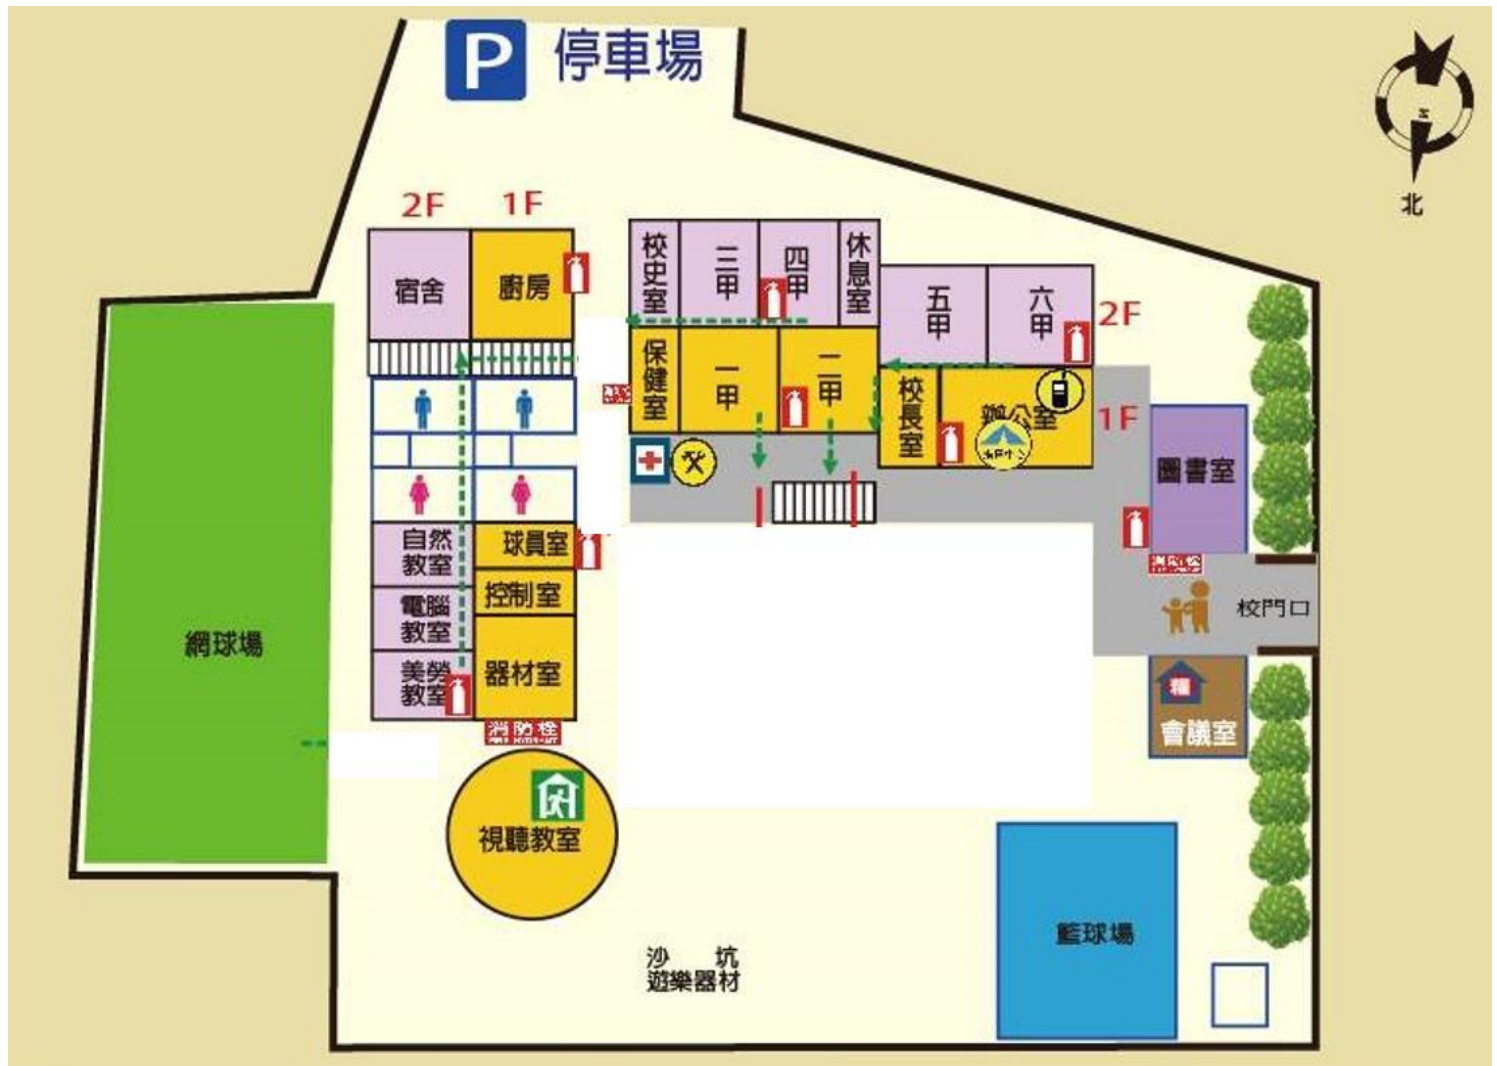 P 停車場
北
2F
1F
宿舍
廚房
校史室
三甲
四甲
休息室
五甲
六甲
2F
保健室
一甲
二甲
校長室
辦公室
1F
圖書室
自然
教室
球員室
控制室
電腦
教室
美勞
教室
器材室
消防栓
消防栓
校門口
會議室
網球場
視聽教室
籃球場
沙 坑
遊樂器材